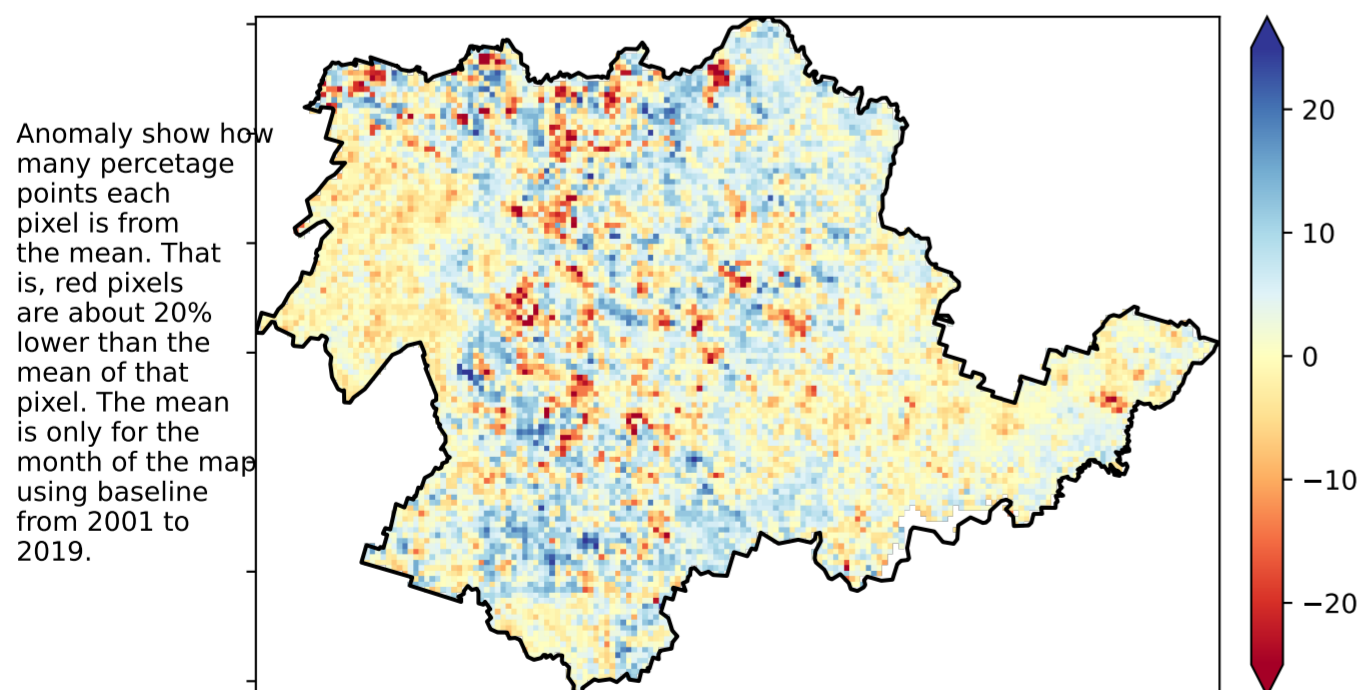 Anomaly show how
many percetage
points each
pixel is from
the mean. That
is, red pixels
are about 20%
lower than the
mean of that
pixel. The mean
is only for the
month of the map
using baseline
from 2001 to
2019.
20
10
0
−10
−20